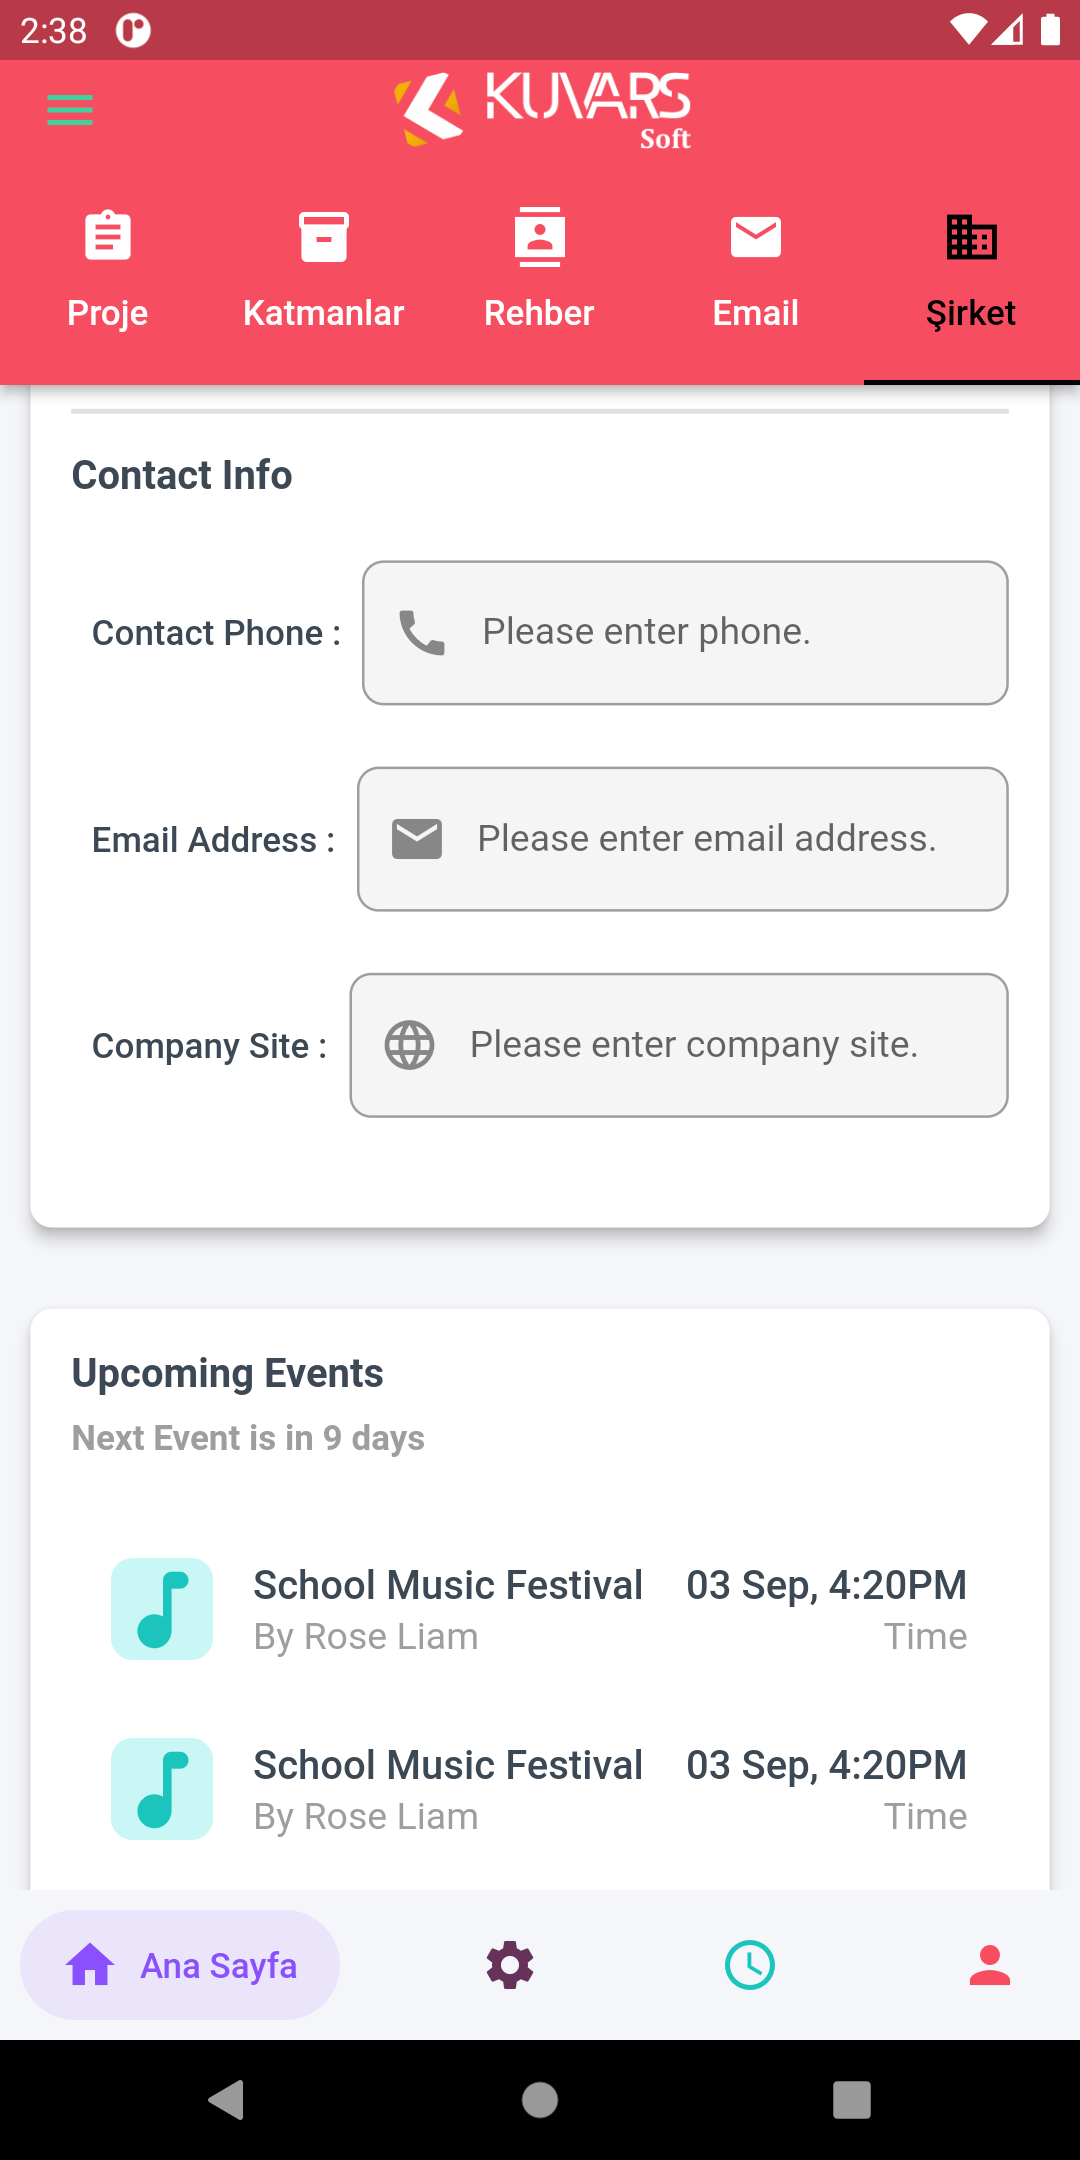 2:38
KUVARS
Soft
Proje
Katmanlar
Rehber
Email
Şirket
Contact Info
Contact Phone :
Please enter phone.
Email Address :
Please enter email address.
Company Site :
Please enter company site.
Upcoming Events
Next Event is in 9 days
School Music Festival
03 Sep, 4:20PM
By Rose Liam
Time
School Music Festival
03 Sep, 4:20PM
By Rose Liam
Time
Ana Sayfa